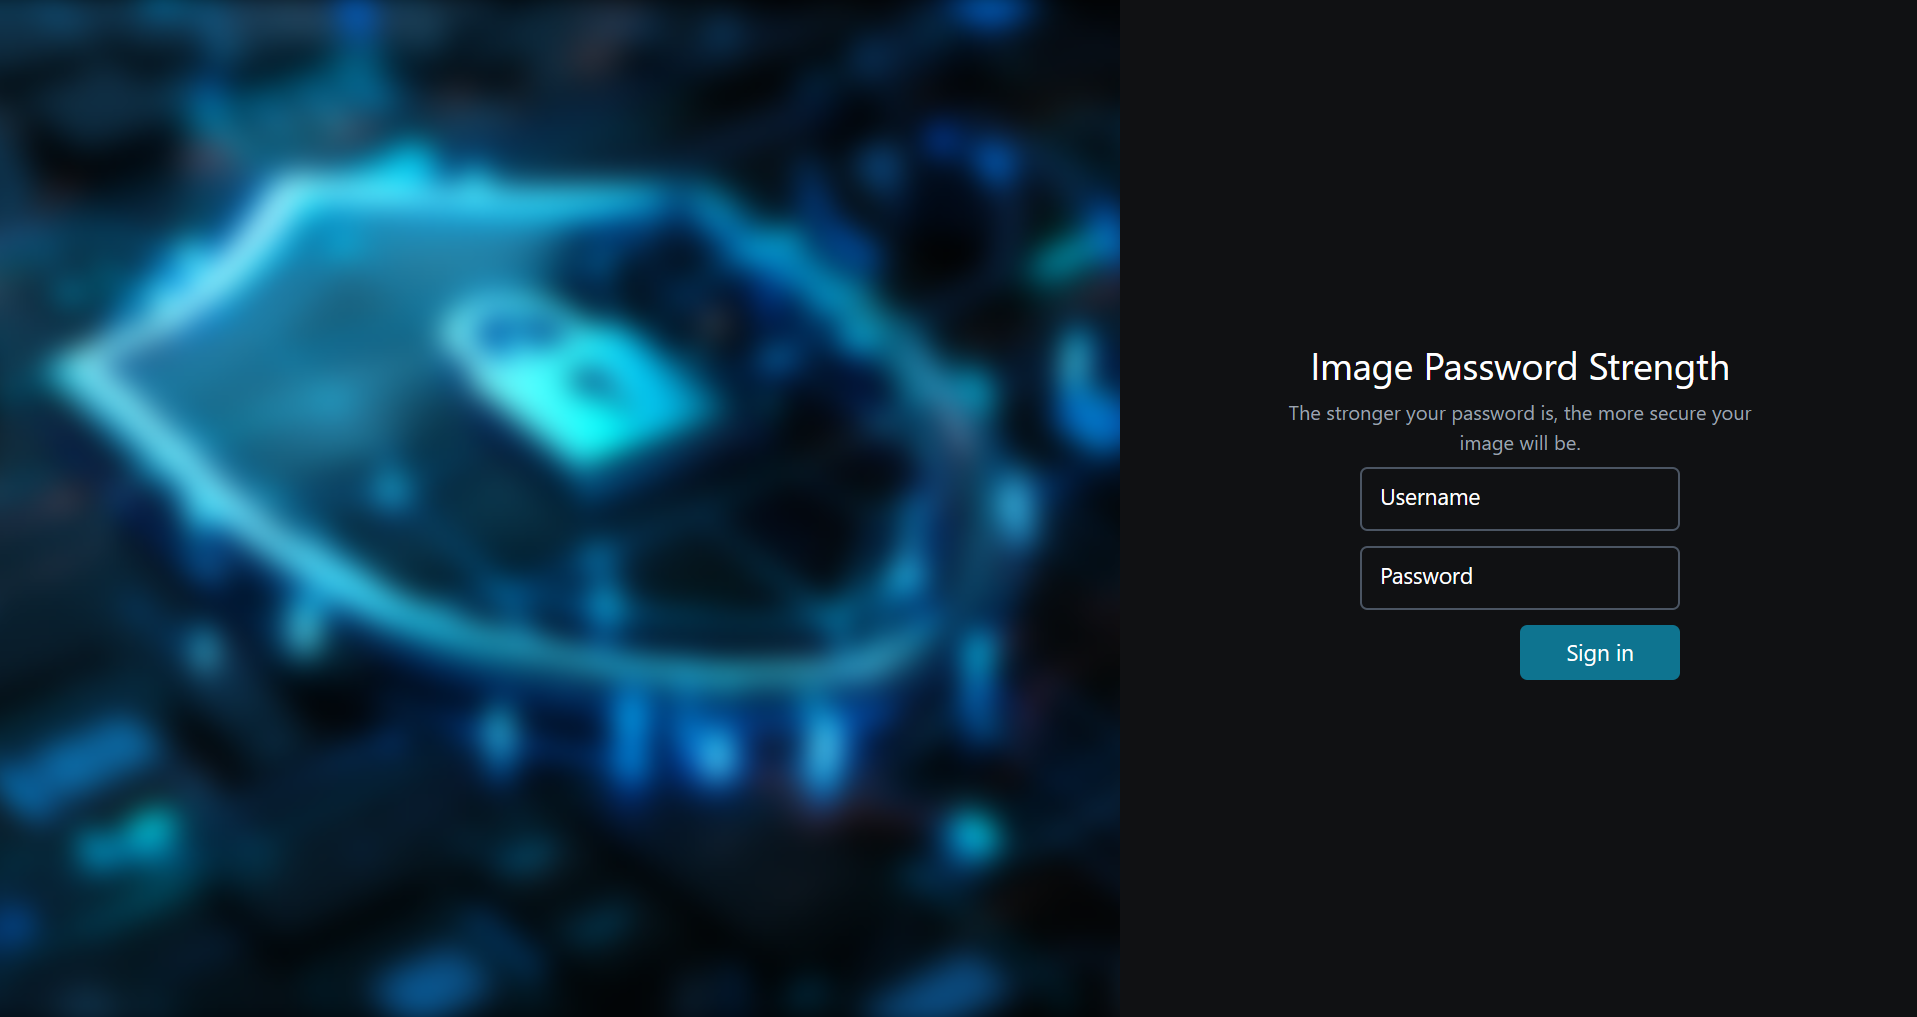 Image Password Strength
The stronger your password is, the more secure your
image will be.
Username
Password
Sign in